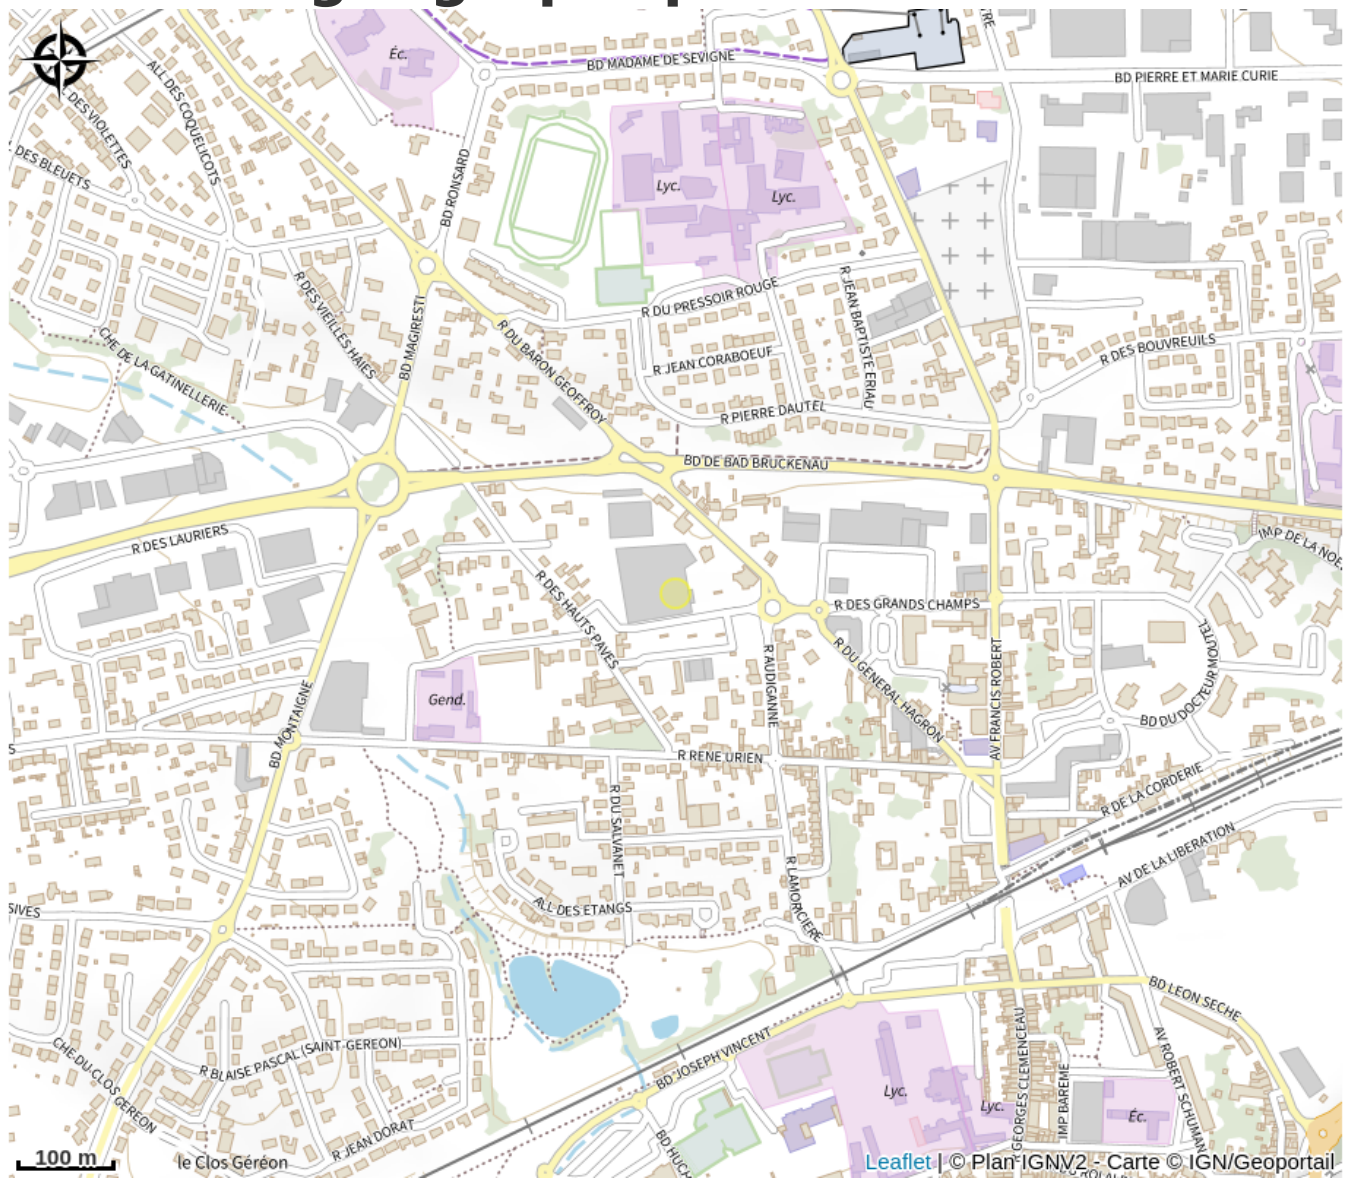 Éc.
BD MADAME DE SEVIGNE
BD PIERRE ET MARIE CURIE
ALL DES COQUELICOTS
DES VIOLETTES
DES BLEUETS
BD RONSARD
Lyc.
Lyc.
R DES VIEILLES HAIES
BD MAGIRESTI
R DU PRESSOIR ROUGE
R JEAN BAPTISTE ERIAU
R DU BARON GEOFFROY
R JEAN CORABOEUF
R DES BOUVREUILS
CHE DE LA GATINELLERIE
R PIERRE DAUTEL
BD DE BAD BRUCKENAU
R DES LAURIERS
IMP DE LA NOE
R DES HAUTS PAVES
R DES GRANDS CHAMPS
R AUDIGANNE
R DU GENERAL HAGRON
AV FRANCIS ROBERT
BD DU DOCTEUR MOUTEL
Gend.
BD MONTAIGNE
R RENE URIEN
R DE LA CORDERIE
R DU SALVANET
AV DE LA LIBERATION
R LAMORICIERE
ALL DES ETANGS
SIVES
BD LEON SECHE
R BLAISE PASCAL (SAINT-GEREON)
CHE DU CLOS GEREON
BD JOSEPH VINCENT
R GEORGES CLEMENCEAU
IMP BAREME
AV ROBERT SCHUMAN
Lyc.
Lyc.
Éc.
R JEAN DORAT
BD HUCH
le Clos Géréon
100 m
Leaflet | © Plan IGNV2 - Carte © IGN/Geoportail